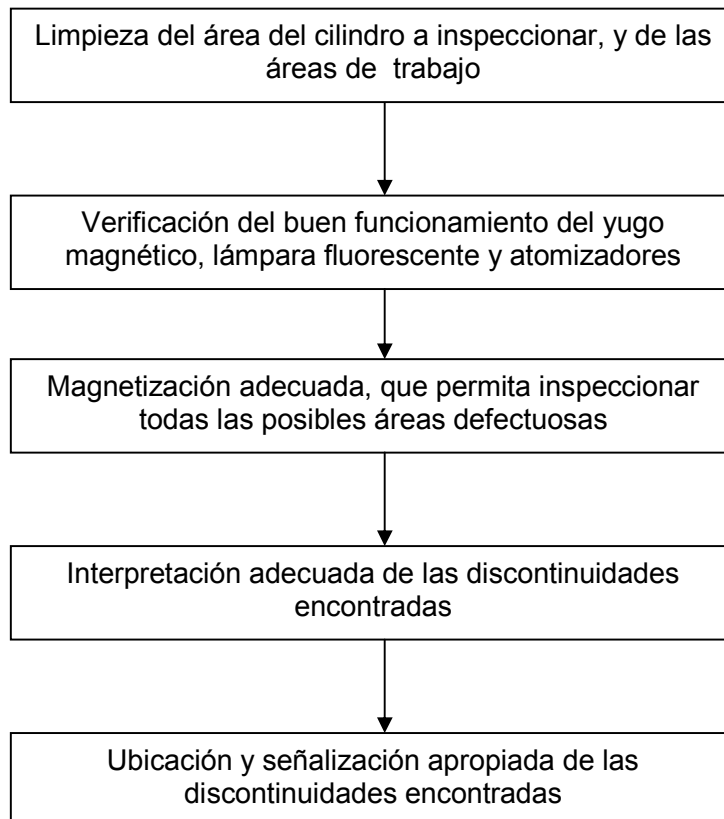 Limpieza del área del cilindro a inspeccionar, y de las
áreas de trabajo
Verificación del buen funcionamiento del yugo
magnético, lámpara fluorescente y atomizadores
Magnetización adecuada, que permita inspeccionar
todas las posibles áreas defectuosas
Interpretación adecuada de las discontinuidades
encontradas
Ubicación y señalización apropiada de las
discontinuidades encontradas